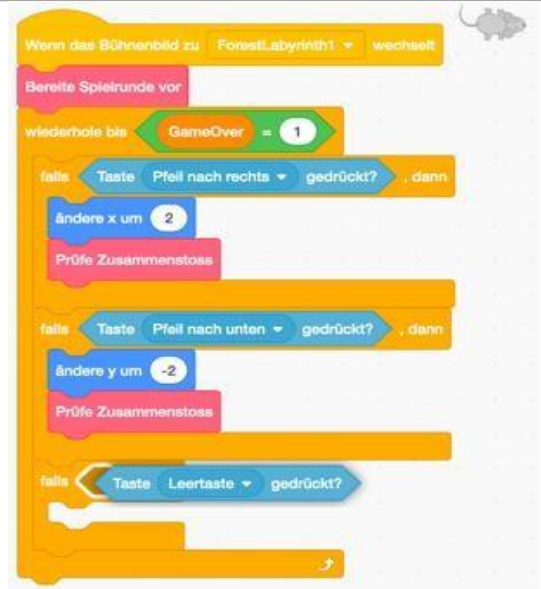 Wenn das Bühnenbild zu ForestLabyrinth1 wechselt
Bereite Spielrunde vor
wiederhole bis GameOver = 1
falls Taste Pfeil nach rechts gedrückt? , dann
ändere x um 2
Prüfe Zusammenstoss
falls Taste Pfeil nach unten gedrückt? , dann
ändere y um -2
Prüfe Zusammenstoss
falls Taste Leertaste gedrückt?